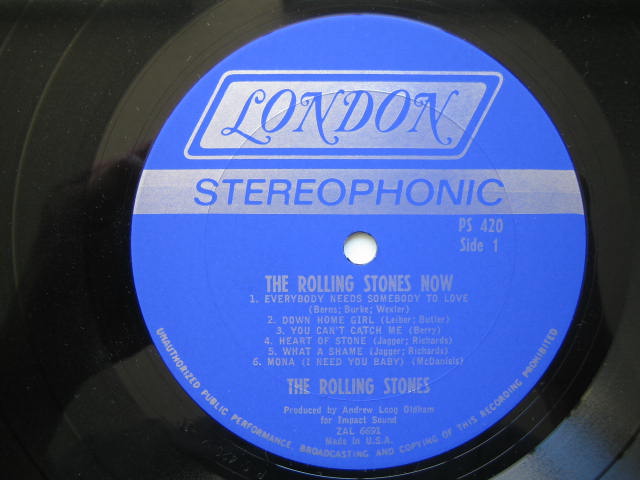 LONDON
STEREOPHONIC
PS 420
Side 1
THE ROLLING STONES NOW
1. EVERYBODY NEEDS SOMEBODY TO LOVE
(Berns; Burke; Wexler)
2. DOWN HOME GIRL (Leiber; Butler)
3. YOU CAN'T CATCH ME (Berry)
4. HEART OF STONE (Jagger; Richards)
5. WHAT A SHAME (Jagger; Richards)
6. MONA (I NEED YOU BABY) (McDaniels)
THE ROLLING STONES
Produced by Andrew Loog Oldham
for Impact Sound
ZAL 6691
Made in U.S.A.
UNAUTHORIZED PUBLIC PERFORMANCE, BROADCASTING AND COPYING OF THIS RECORDING PROHIBITED